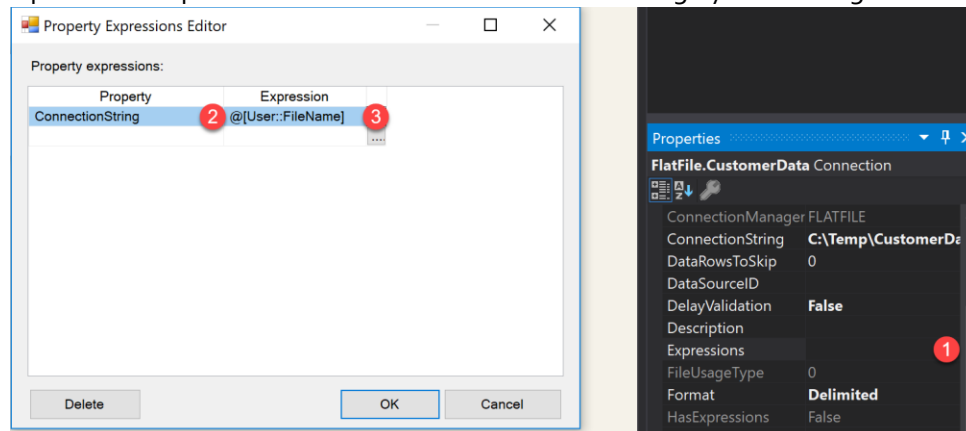 Property Expressions Editor
Property expressions:
Property Expression
ConnectionString 2 @[User::FileName] 3
....
Delete OK Cancel
Properties
FlatFile.CustomerData Connection
ConnectionManager FLATFILE
ConnectionString C:\Temp\CustomerDa
DataRowsToSkip 0
DataSourceID
DelayValidation False
Description
Expressions 1
FileUsageType 0
Format Delimited
HasExpressions False